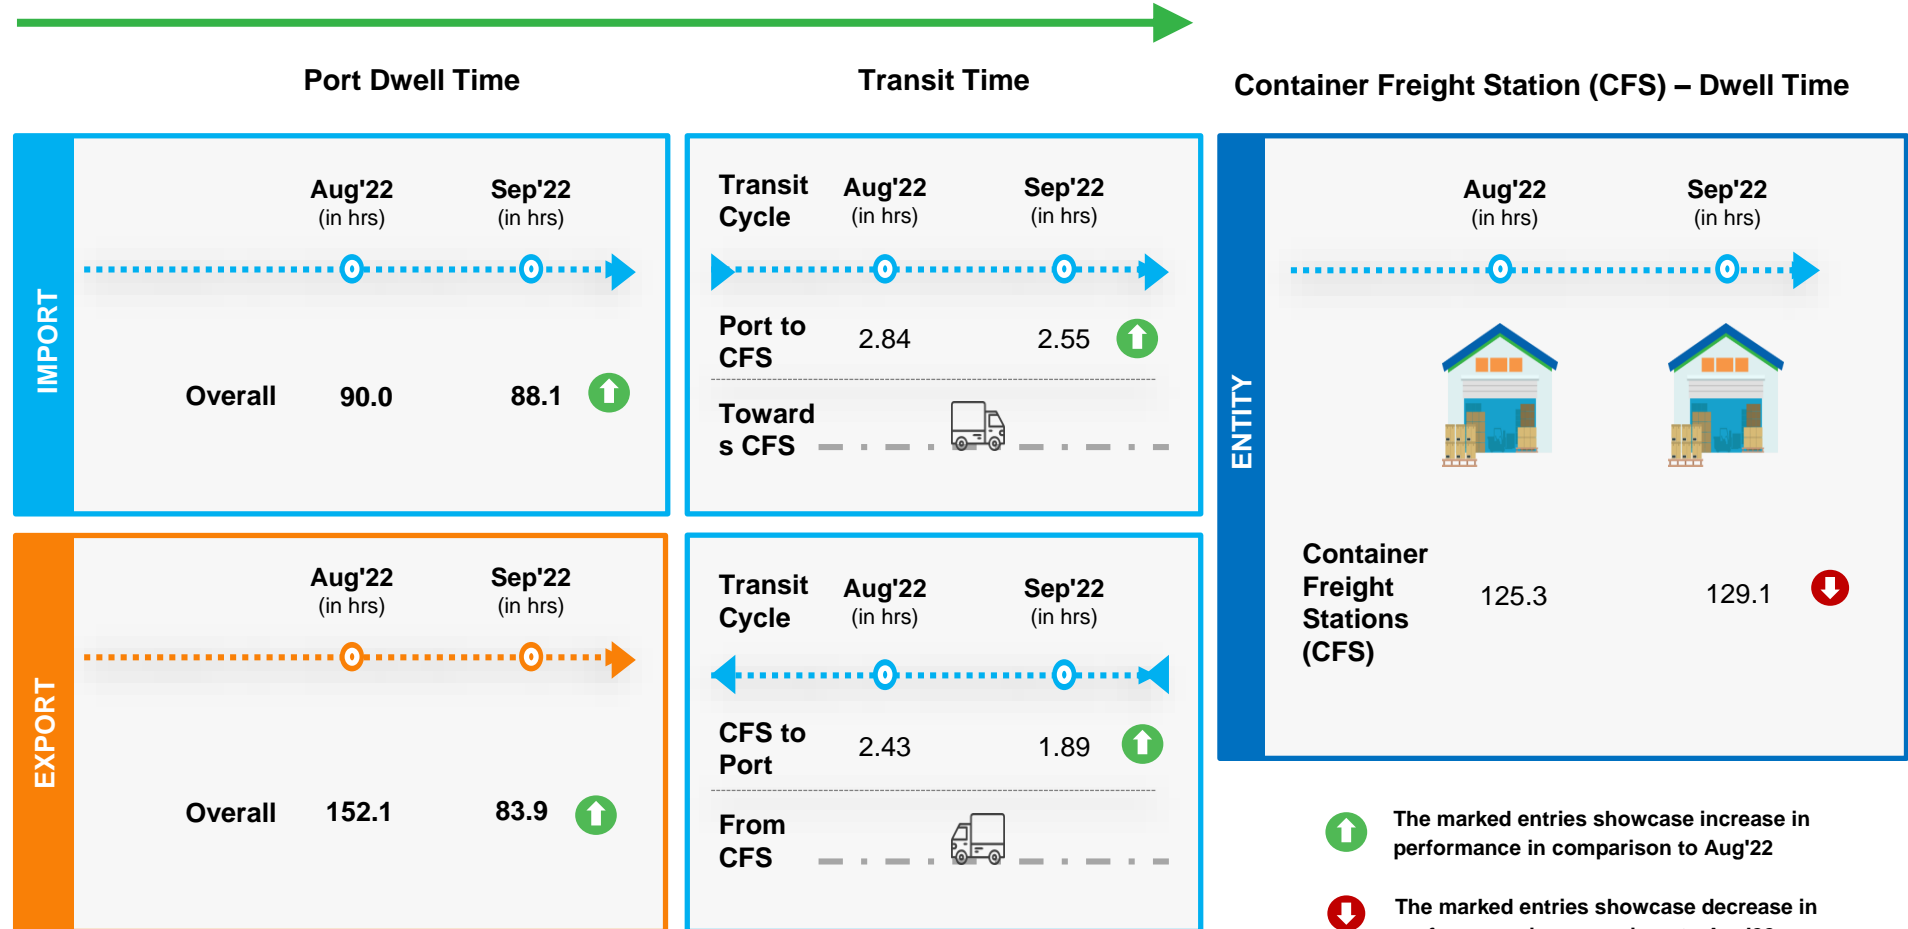 Port Dwell Time
Transit Time
Container Freight Station (CFS) – Dwell Time
IMPORT
Aug'22
(in hrs)
Sep'22
(in hrs)
Overall
90.0
88.1
Transit
Cycle
Aug'22
(in hrs)
Sep'22
(in hrs)
Port to
CFS
2.84
2.55
Toward
s CFS
ENTITY
Aug'22
(in hrs)
Sep'22
(in hrs)
Container
Freight
Stations
(CFS)
125.3
129.1
EXPORT
Aug'22
(in hrs)
Sep'22
(in hrs)
Overall
152.1
83.9
Transit
Cycle
Aug'22
(in hrs)
Sep'22
(in hrs)
CFS to
Port
2.43
1.89
From
CFS
The marked entries showcase increase in
performance in comparison to Aug'22
The marked entries showcase decrease in